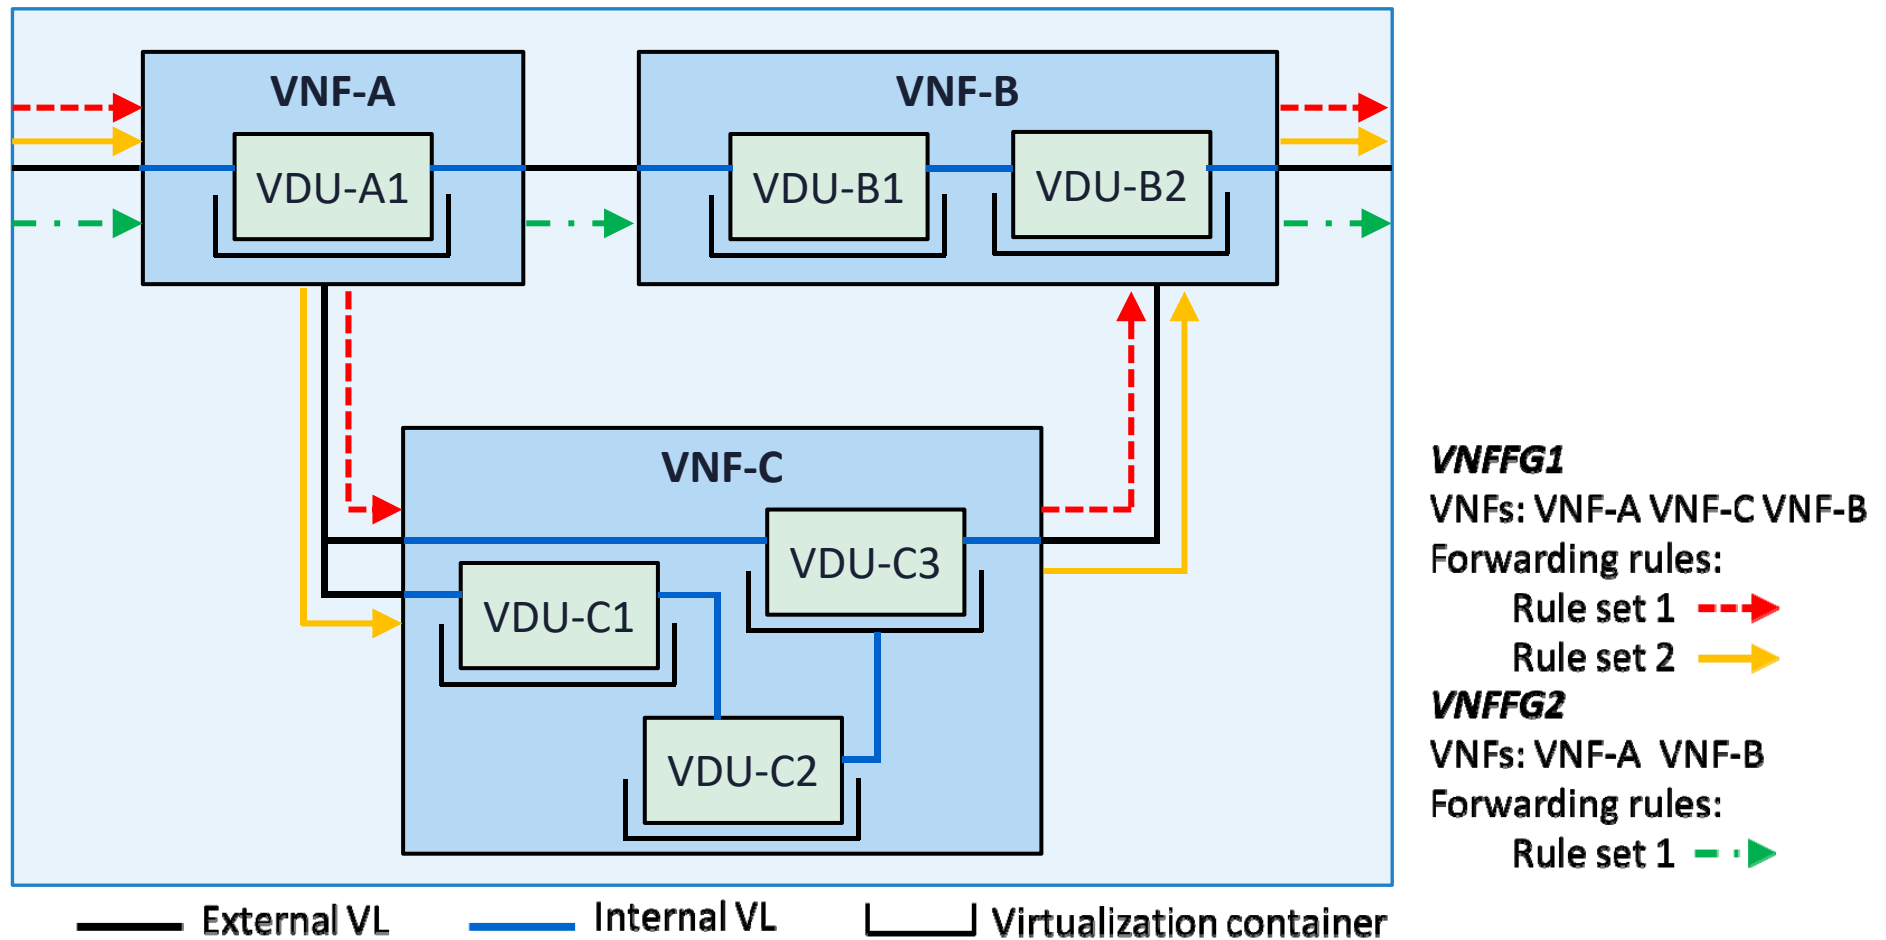 VNF-A
VNF-B
VDU-A1
VDU-B1
VDU-B2
VNF-C
VDU-C3
VDU-C1
VDU-C2
VNFFG1
VNFs: VNF-A VNF-C VNF-B
Forwarding rules:
Rule set 1
Rule set 2
VNFFG2
VNFs: VNF-A VNF-B
Forwarding rules:
Rule set 1
External VL
Internal VL
Virtualization container